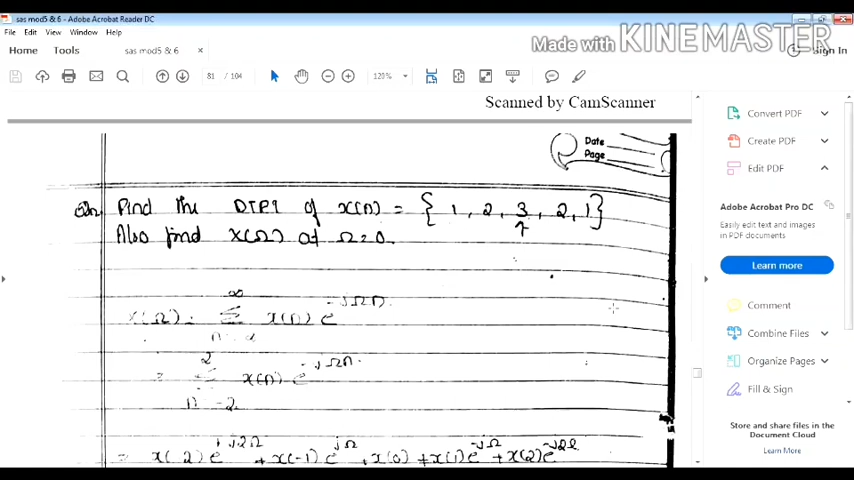 sas mod5 & 6 - Adobe Acrobat Reader DC
File Edit View Window Help
Made with KINEMASTER
Home Tools sas mod5 & 6 × Sign In
81 / 104 120%
Scanned by CamScanner
Date
Page
Qn. Find the DTFT of x(n) = { 1, 2, 3, 2, 1}
↑
Also find X(Ω) at Ω=0.
X(Ω) = ∞ Σ x(n) e^-jΩn
= 2 Σ n=-2 x(n) e^-jΩn
= x(-2) e^j2Ω + x(-1) e^jΩ + x(0) + x(1) e^-jΩ + x(2) e^-j2Ω
Convert PDF
Create PDF
Edit PDF
Adobe Acrobat Pro DC
Easily edit text and images
in PDF documents
Learn more
Comment
Combine Files
Organize Pages
Fill & Sign
Store and share files in the
Document Cloud
Learn More